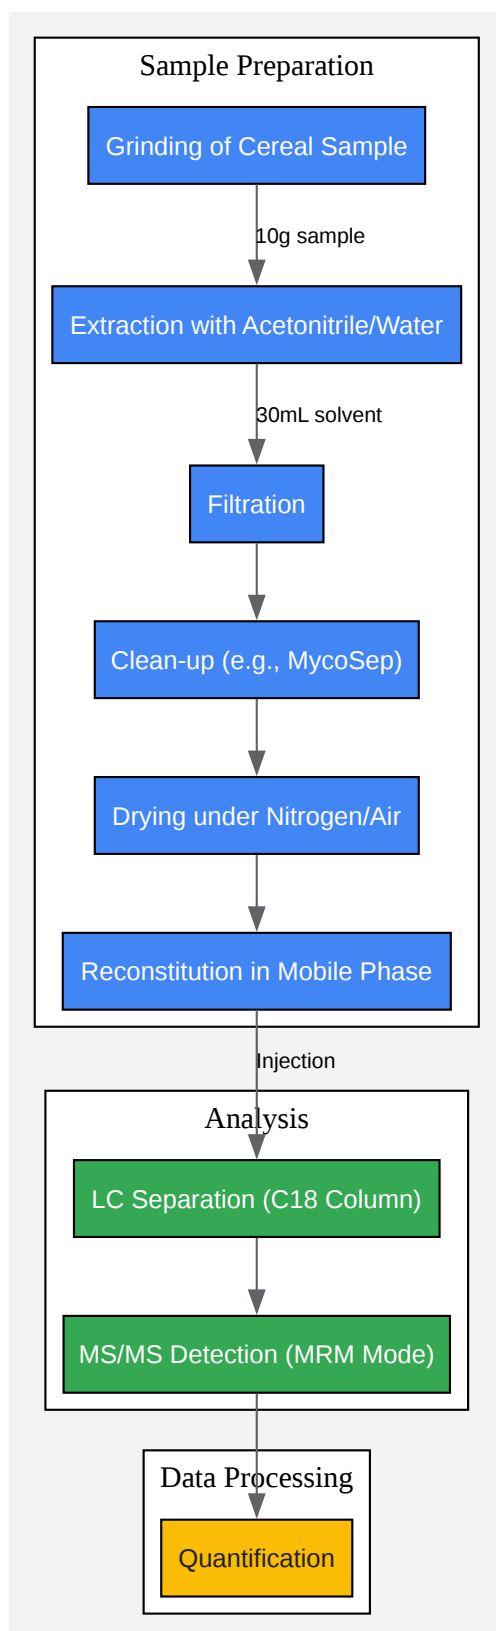 Sample Preparation
Grinding of Cereal Sample
10g sample
Extraction with Acetonitrile/Water
30mL solvent
Filtration
Clean-up (e.g., MycoSep)
Drying under Nitrogen/Air
Reconstitution in Mobile Phase
Injection
Analysis
LC Separation (C18 Column)
MS/MS Detection (MRM Mode)
Data Processing
Quantification